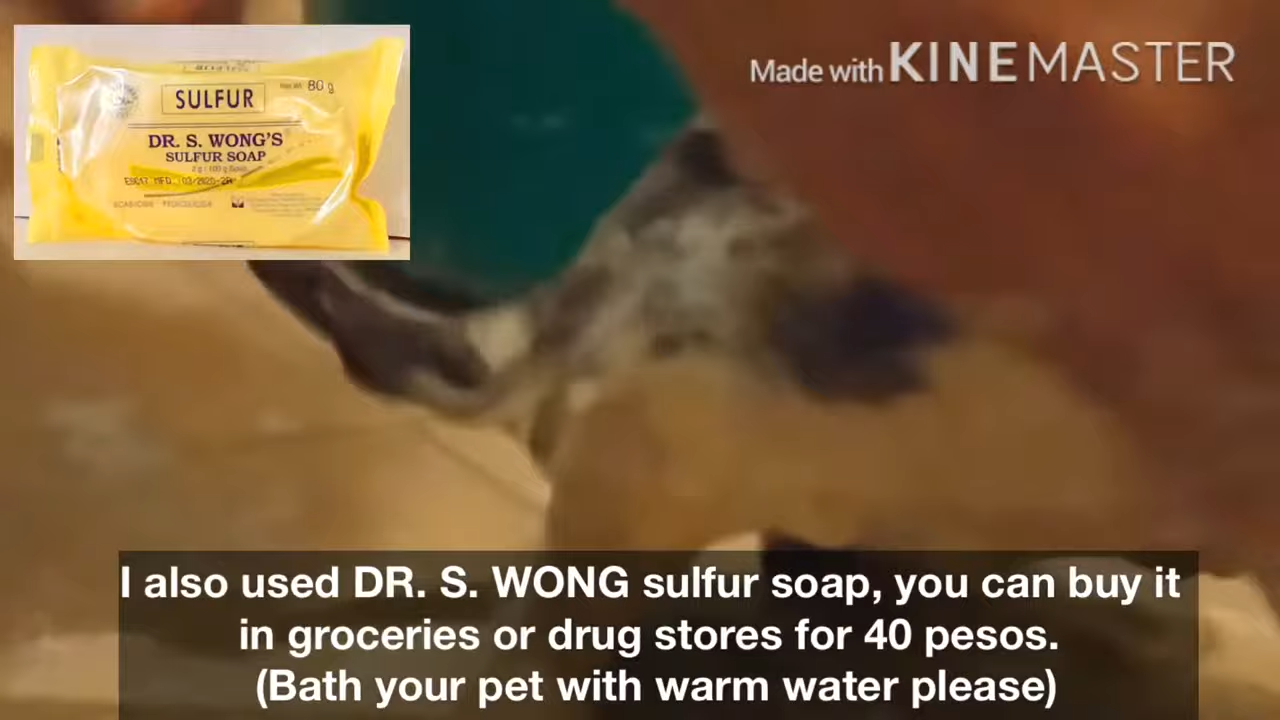 Made with KINEMASTER
SULFUR
80 g
DR. S. WONG'S
SULFUR SOAP
I also used DR. S. WONG sulfur soap, you can buy it
in groceries or drug stores for 40 pesos.
(Bath your pet with warm water please)